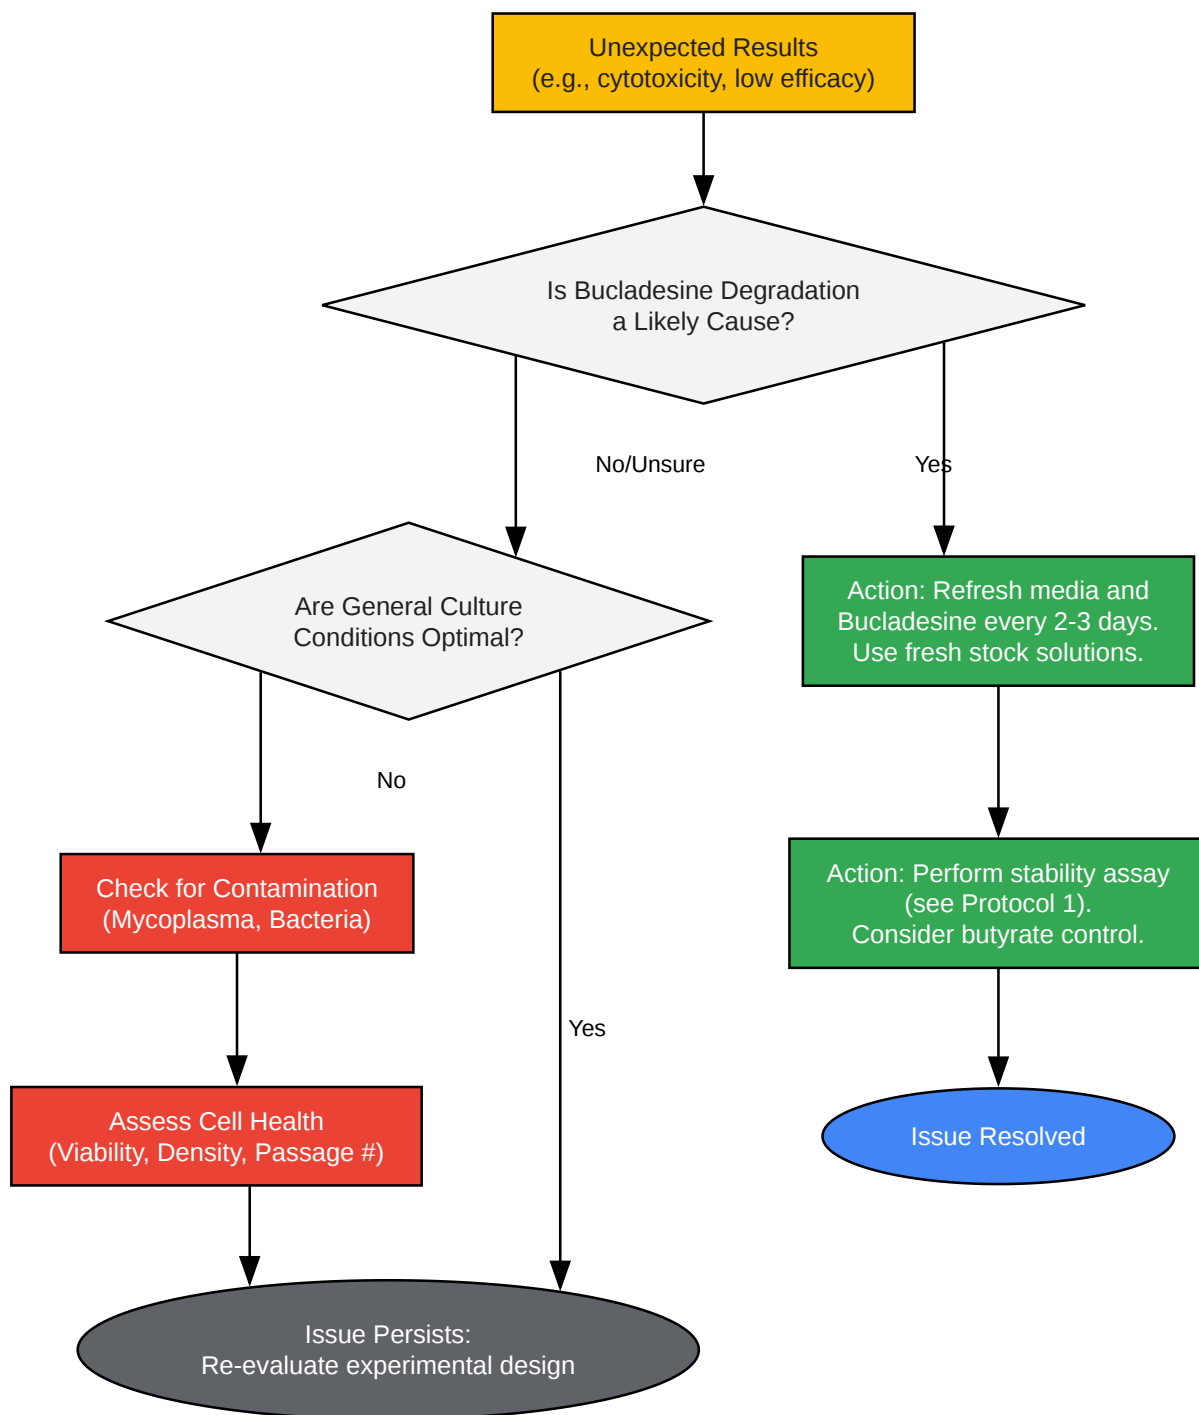 Unexpected Results
(e.g., cytotoxicity, low efficacy)
Is Bucladesine Degradation
a Likely Cause?
No/Unsure
Yes
Are General Culture
Conditions Optimal?
Action: Refresh media and
Bucladesine every 2-3 days.
Use fresh stock solutions.
No
Check for Contamination
(Mycoplasma, Bacteria)
Action: Perform stability assay
(see Protocol 1).
Consider butyrate control.
Yes
Assess Cell Health
(Viability, Density, Passage #)
Issue Resolved
Issue Persists:
Re-evaluate experimental design